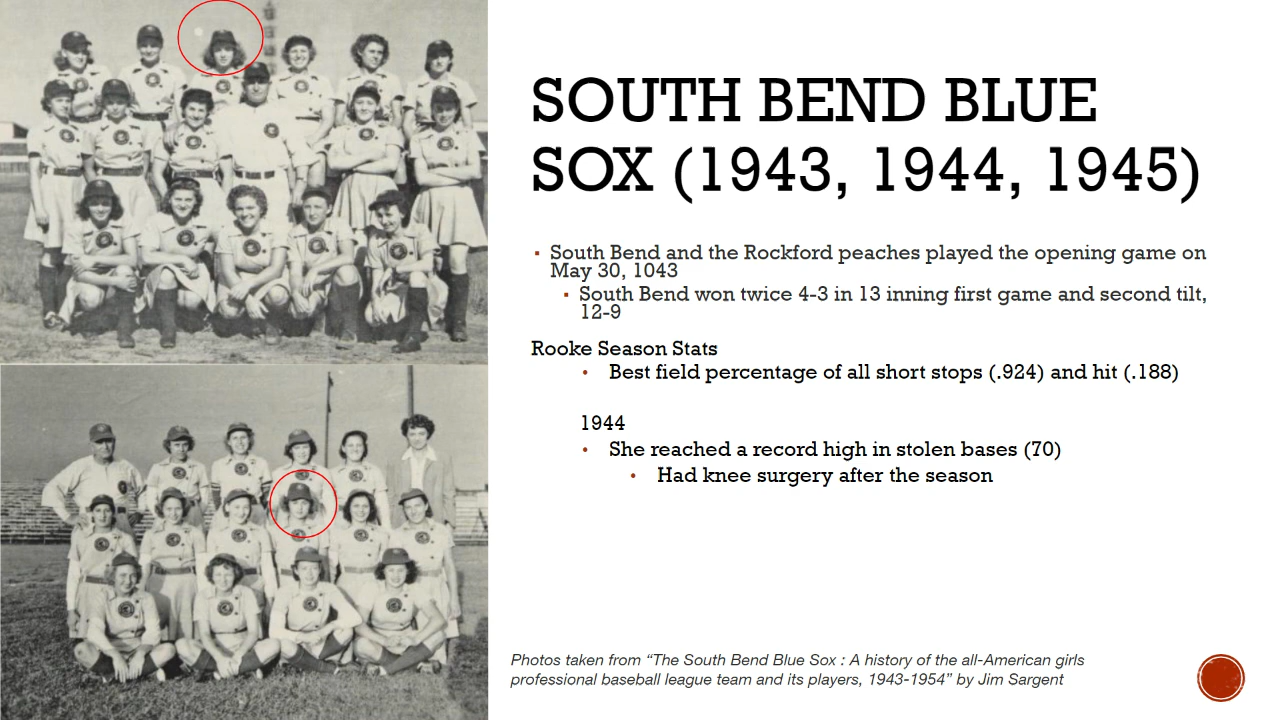 SOUTH BEND BLUE
SOX (1943, 1944, 1945)
▪ South Bend and the Rockford peaches played the opening game on
May 30, 1043
▪ South Bend won twice 4-3 in 13 inning first game and second tilt,
12-9
Rooke Season Stats
• Best field percentage of all short stops (.924) and hit (.188)
1944
• She reached a record high in stolen bases (70)
• Had knee surgery after the season
Photos taken from “The South Bend Blue Sox : A history of the all-American girls
professional baseball league team and its players, 1943-1954” by Jim Sargent